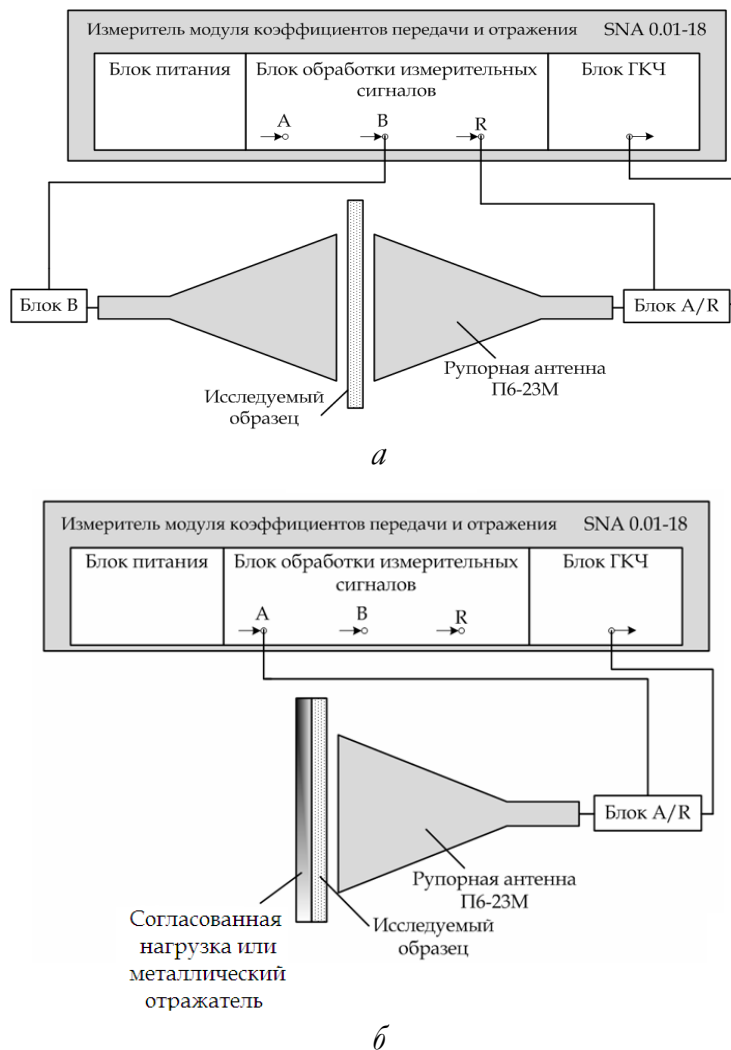 Измеритель модуля коэффициентов передачи и отражения SNA 0.01-18
Блок питания
Блок обработки измерительных
сигналов
Блок ГКЧ
A
B
R
Блок B
Блок A/R
Рупорная антенна
П6-23М
Исследуемый
образец
а
Измеритель модуля коэффициентов передачи и отражения SNA 0.01-18
Блок питания
Блок обработки измерительных
сигналов
Блок ГКЧ
A
B
R
Блок A/R
Рупорная антенна
П6-23М
Согласованная
нагрузка или
металлический
отражатель
Исследуемый
образец
б